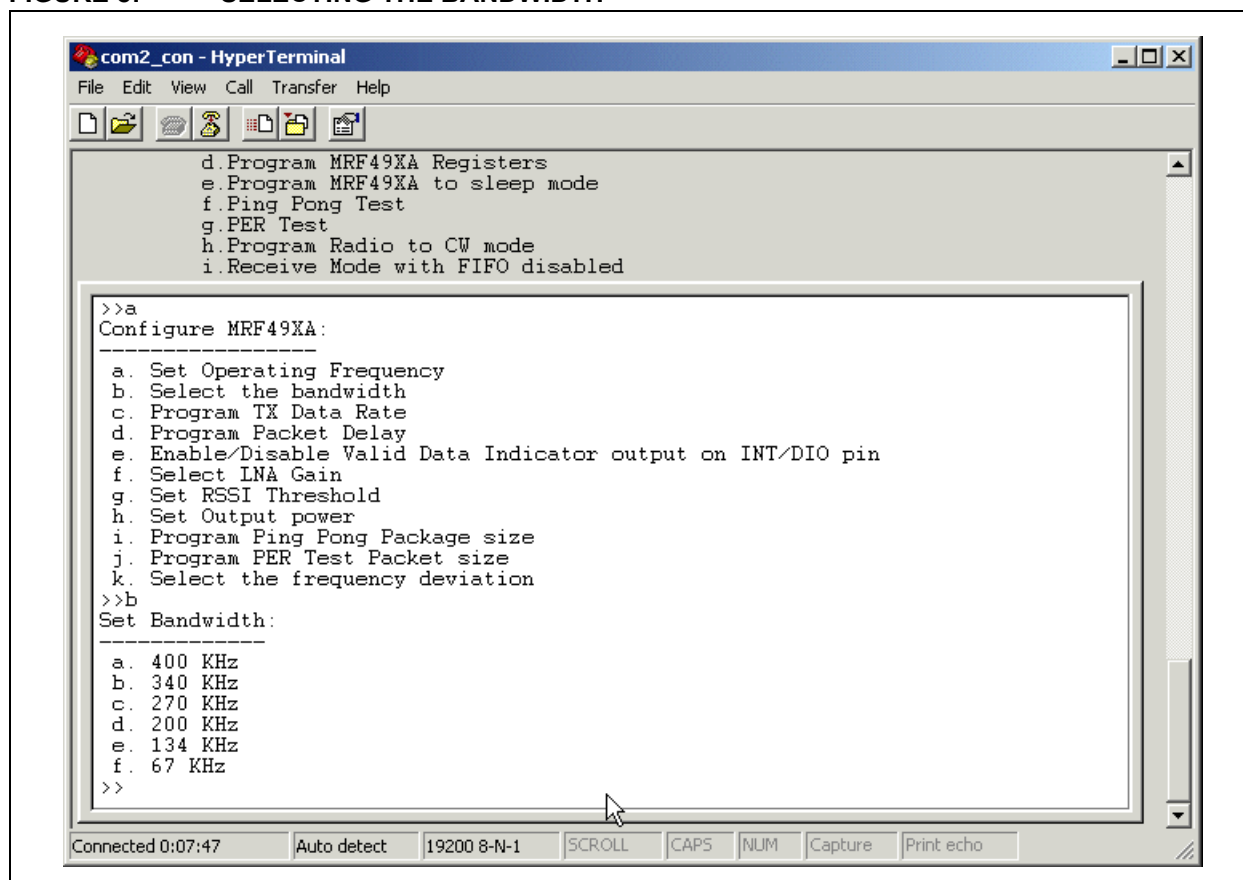 FIGURE 6: SELECTING THE BANDWIDTH
com2_con - HyperTerminal
File Edit View Call Transfer Help
d.Program MRF49XA Registers
e.Program MRF49XA to sleep mode
f.Ping Pong Test
g.PER Test
h.Program Radio to CW mode
i.Receive Mode with FIFO disabled
>>a
Configure MRF49XA:
-----------------
a. Set Operating Frequency
b. Select the bandwidth
c. Program TX Data Rate
d. Program Packet Delay
e. Enable/Disable Valid Data Indicator output on INT/DIO pin
f. Select LNA Gain
g. Set RSSI Threshold
h. Set Output power
i. Program Ping Pong Package size
j. Program PER Test Packet size
k. Select the frequency deviation
>>b
Set Bandwidth:
-------------
a. 400 KHz
b. 340 KHz
c. 270 KHz
d. 200 KHz
e. 134 KHz
f. 67 KHz
>>
Connected 0:07:47 Auto detect 19200 8-N-1 SCROLL CAPS NUM Capture Print echo